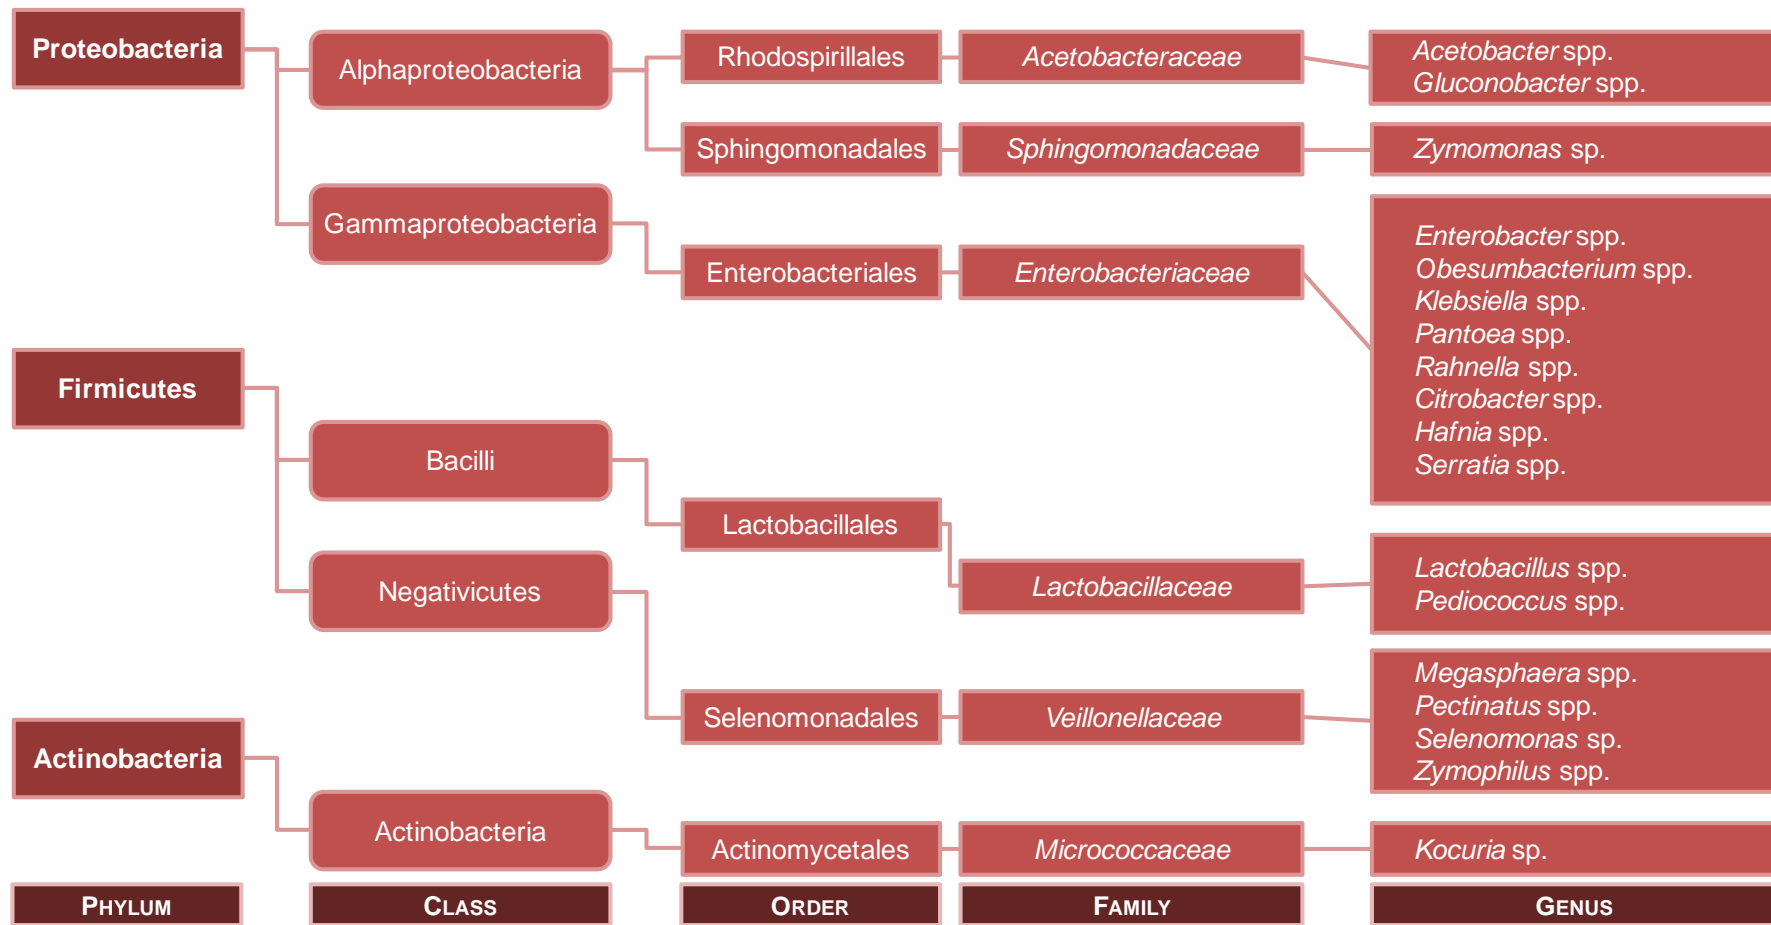 Proteobacteria
Alphaproteobacteria
Rhodospirillales
Acetobacteraceae
Acetobacter spp.
Gluconobacter spp.
Sphingomonadales
Sphingomonadaceae
Zymomonas sp.
Gammaproteobacteria
Enterobacteriales
Enterobacteriaceae
Enterobacter spp.
Obesumbacterium spp.
Klebsiella spp.
Pantoea spp.
Rahnella spp.
Citrobacter spp.
Hafnia spp.
Serratia spp.
Firmicutes
Bacilli
Lactobacillales
Lactobacillaceae
Lactobacillus spp.
Pediococcus spp.
Negativicutes
Selenomonadales
Veillonellaceae
Megasphaera spp.
Pectinatus spp.
Selenomonas sp.
Zymophilus spp.
Actinobacteria
Actinobacteria
Actinomycetales
Micrococcaceae
Kocuria sp.
PHYLUM
CLASS
ORDER
FAMILY
GENUS